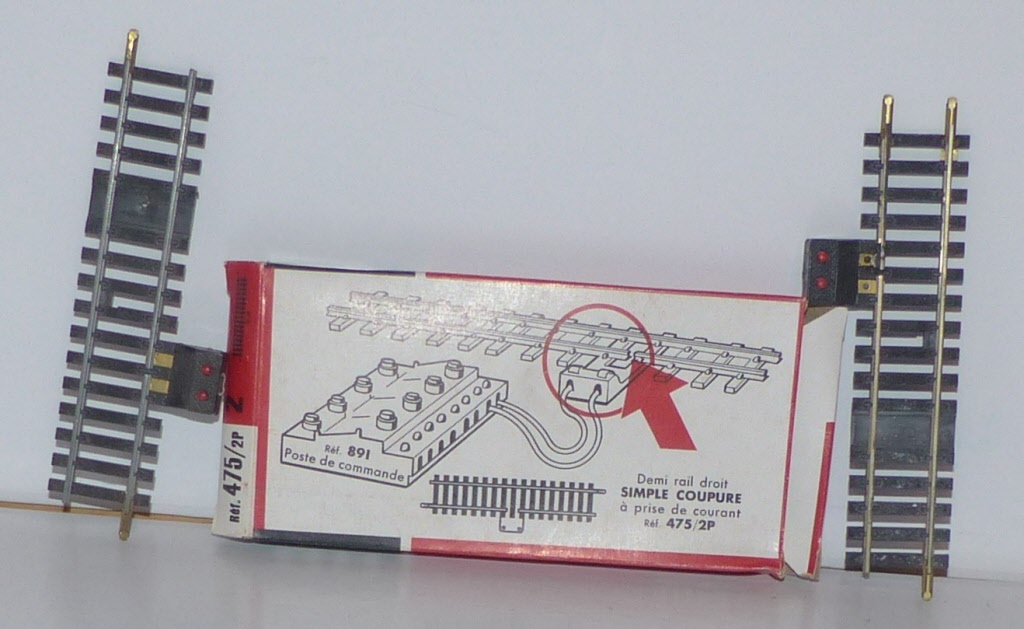 2
Réf. 475/2P
Réf. 891
Poste de commande
Demi rail droit
SIMPLE COUPURE
à prise de courant
Réf. 475/2P